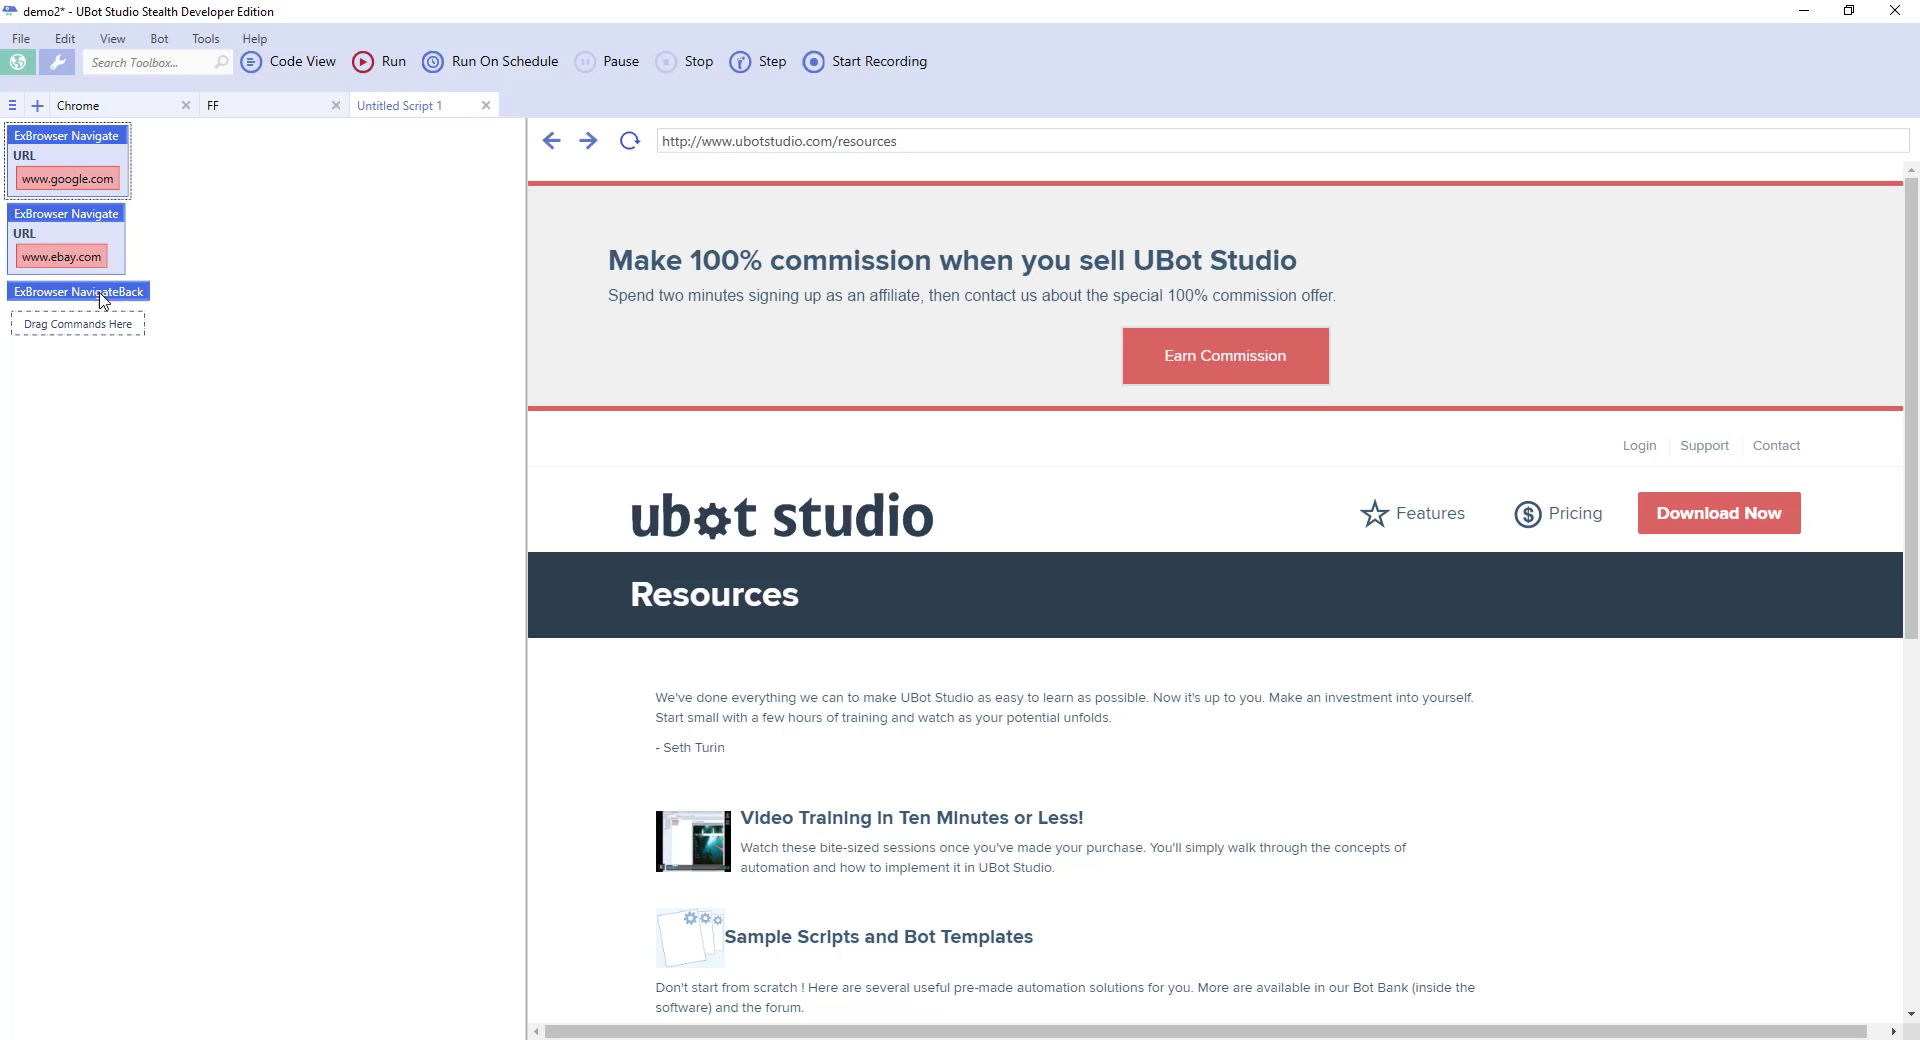 demo2* - UBot Studio Stealth Developer Edition
File Edit View Bot Tools Help
Search Toolbox... Code View Run Run On Schedule Pause Stop Step Start Recording
Chrome FF Untitled Script 1
ExBrowser Navigate
URL
www.google.com
ExBrowser Navigate
URL
www.ebay.com
ExBrowser NavigateBack
Drag Commands Here
http://www.ubotstudio.com/resources
Make 100% commission when you sell UBot Studio
Spend two minutes signing up as an affiliate, then contact us about the special 100% commission offer.
Earn Commission
Login Support Contact
ubot studio
Features Pricing Download Now
Resources
We've done everything we can to make UBot Studio as easy to learn as possible. Now it's up to you. Make an investment into yourself.
Start small with a few hours of training and watch as your potential unfolds.
- Seth Turin
Video Training in Ten Minutes or Less!
Watch these bite-sized sessions once you've made your purchase. You'll simply walk through the concepts of
automation and how to implement it in UBot Studio.
Sample Scripts and Bot Templates
Don't start from scratch ! Here are several useful pre-made automation solutions for you. More are available in our Bot Bank (inside the
software) and the forum.